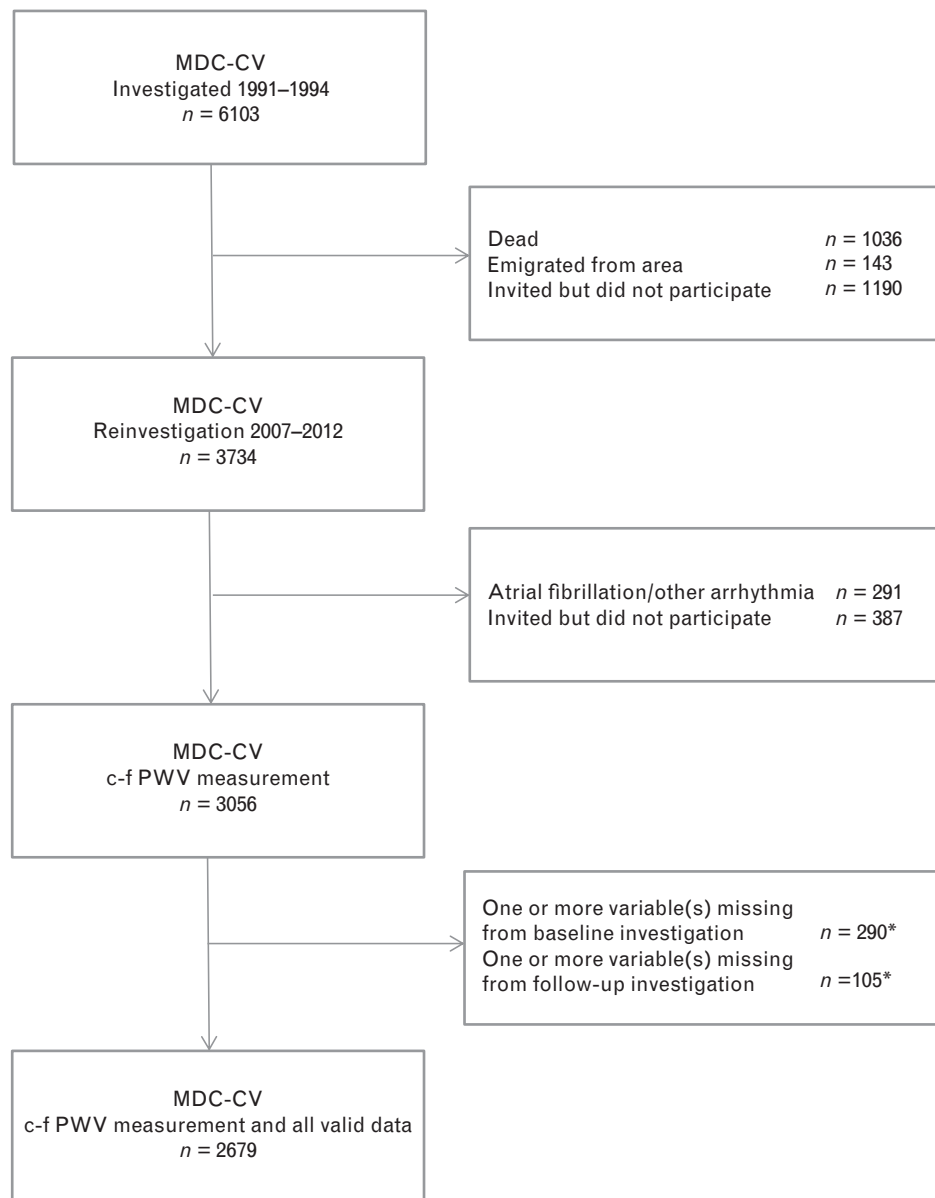 MDC-CV
Investigated 1991–1994
n = 6103
Dead n = 1036
Emigrated from area n = 143
Invited but did not participate n = 1190
MDC-CV
Reinvestigation 2007–2012
n = 3734
Atrial fibrillation/other arrhythmia n = 291
Invited but did not participate n = 387
MDC-CV
c-f PWV measurement
n = 3056
One or more variable(s) missing
from baseline investigation n = 290*
One or more variable(s) missing
from follow-up investigation n =105*
MDC-CV
c-f PWV measurement and all valid data
n = 2679